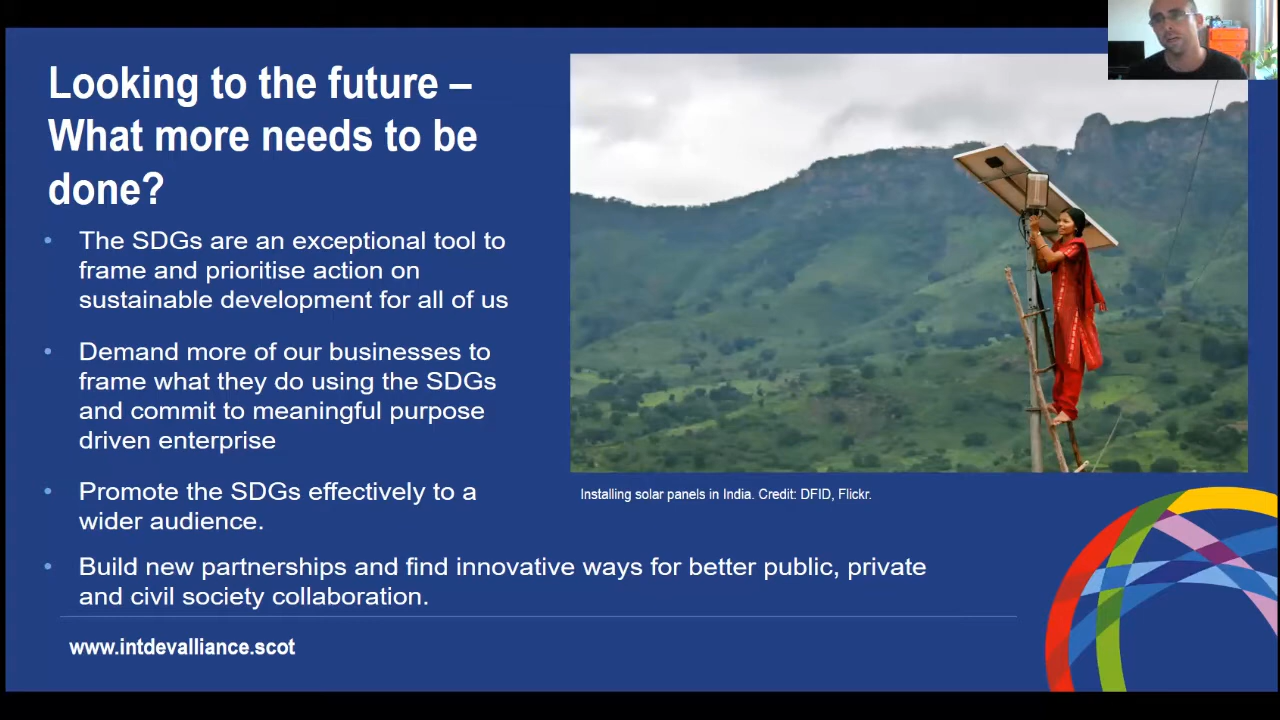 Looking to the future –
What more needs to be
done?
• The SDGs are an exceptional tool to
frame and prioritise action on
sustainable development for all of us
• Demand more of our businesses to
frame what they do using the SDGs
and commit to meaningful purpose
driven enterprise
• Promote the SDGs effectively to a
wider audience.
Installing solar panels in India. Credit: DFID, Flickr.
• Build new partnerships and find innovative ways for better public, private
and civil society collaboration.
www.intdevalliance.scot